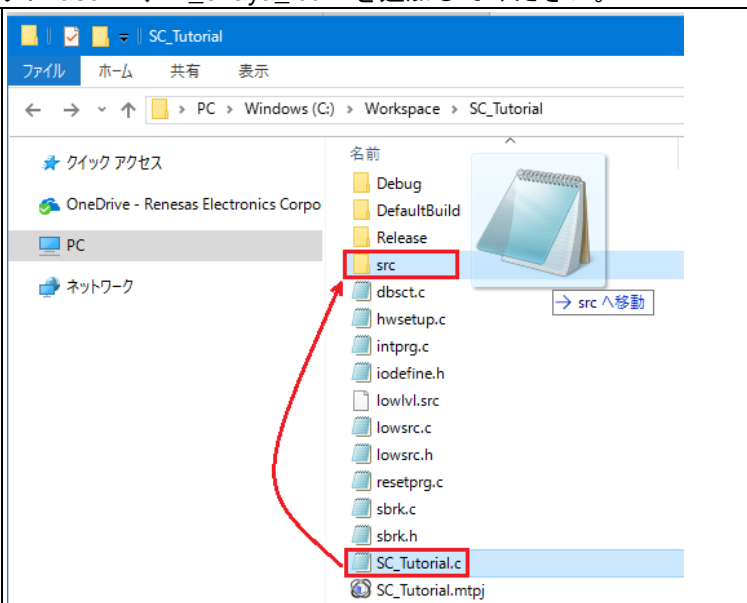 SC_Tutorial
ファイル ホーム 共有 表示
PC > Windows (C:) > Workspace > SC_Tutorial
クイック アクセス
OneDrive - Renesas Electronics Corpo
PC
ネットワーク
名前
Debug
DefaultBuild
Release
src
dbsct.c
hwsetup.c
intprg.c
iodefine.h
lowlvl.src
lowsrc.c
lowsrc.h
resetprg.c
sbrk.c
sbrk.h
SC_Tutorial.c
SC_Tutorial.mtpj
→ src へ移動